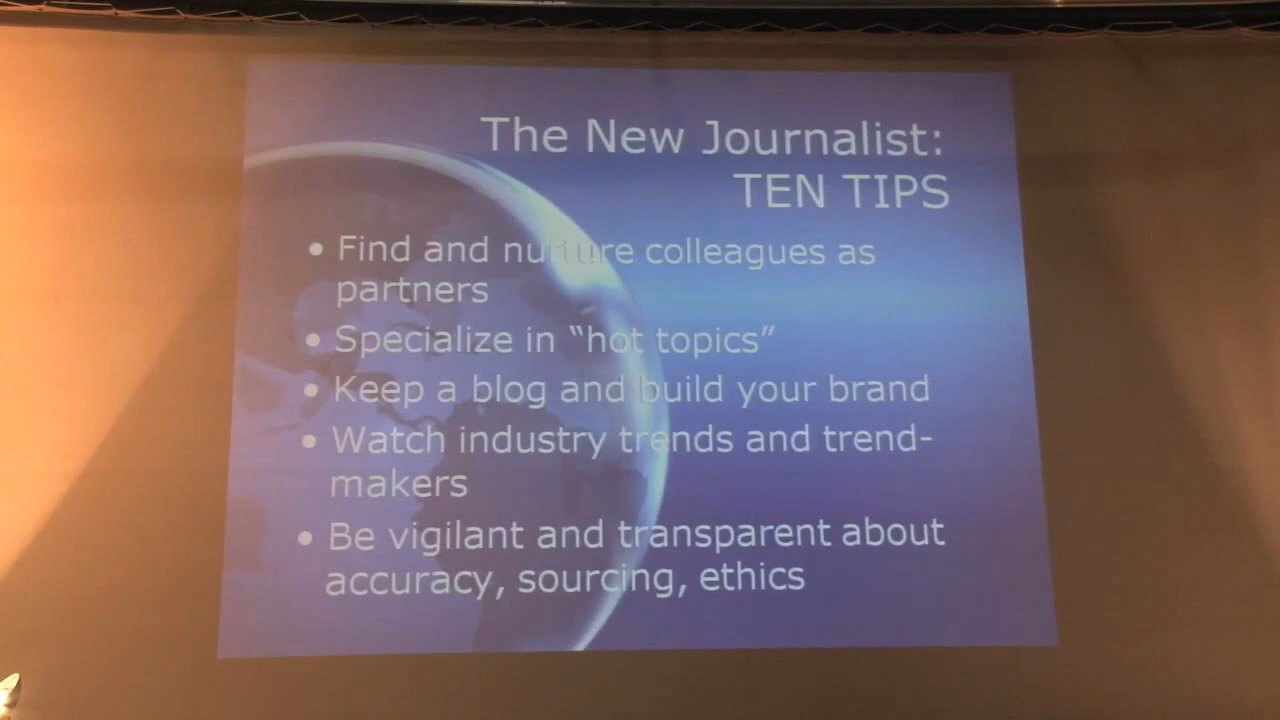 The New Journalist:
TEN TIPS
• Find and nurture colleagues as
partners
• Specialize in “hot topics”
• Keep a blog and build your brand
• Watch industry trends and trend-
makers
• Be vigilant and transparent about
accuracy, sourcing, ethics